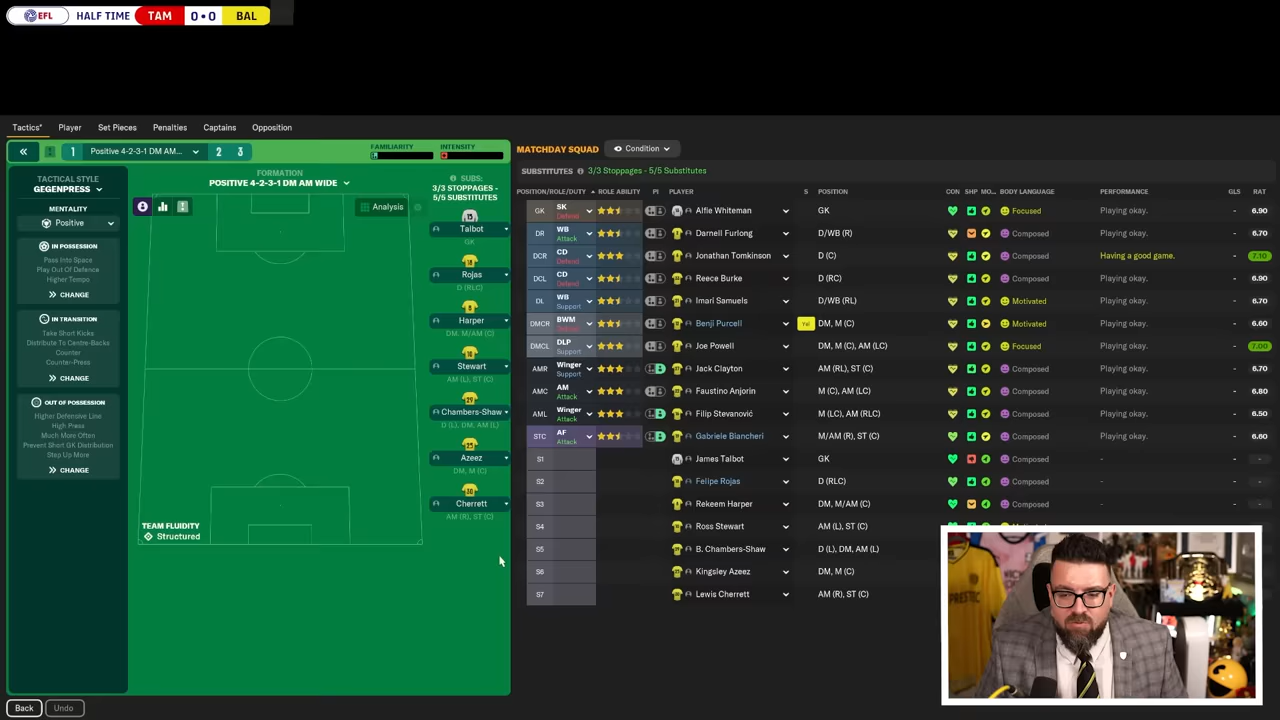 EFL HALF TIME TAM 0 0 BAL
Tactics* Player Set Pieces Penalties Captains Opposition
1 Positive 4-2-3-1 DM AM... 2 3 FAMILIARITY INTENSITY
TACTICAL STYLE
GEGENPRESS
MENTALITY
Positive
IN POSSESSION
Pass Into Space
Play Out Of Defence
Higher Tempo
CHANGE
IN TRANSITION
Take Short Kicks
Distribute To Centre-Backs
Counter
Counter-Press
CHANGE
OUT OF POSSESSION
Higher Defensive Line
High Press
Much More Often
Prevent Short GK Distribution
Step Up More
CHANGE
FORMATION
POSITIVE 4-2-3-1 DM AM WIDE
Analysis
TEAM FLUIDITY
Structured
SUBS:
3/3 STOPPAGES -
5/5 SUBSTITUTES
Talbot
GK
Rojas
D (RLC)
Harper
DM, M/AM (C)
Stewart
AM (L), ST (C)
Chambers-Shaw
D (L), DM, AM (L)
Azeez
DM, M (C)
Cherrett
AM (R), ST (C)
MATCHDAY SQUAD Condition
SUBSTITUTES 3/3 Stoppages - 5/5 Substitutes
POSITION/ROLE/DUTY ROLE ABILITY PI PLAYER S POSITION CON SHP MO... BODY LANGUAGE PERFORMANCE GLS RAT
GK SK Defend Alfie Whiteman GK Focused Playing okay. - 6.90
DR WB Attack Darnell Furlong D/WB (R) Composed Playing okay. - 6.70
DCR CD Defend Jonathan Tomkinson D (C) Composed Having a good game. - 7.10
DCL CD Defend Reece Burke D (RC) Composed Playing okay. - 6.90
DL WB Support Imari Samuels D/WB (RL) Motivated Playing okay. - 6.70
DMCR BWM Defend Benji Purcell Yel DM, M (C) Motivated Playing okay. - 6.60
DMCL DLP Support Joe Powell DM, M (C), AM (LC) Focused Playing okay. - 7.00
AMR Winger Support Jack Clayton AM (RL), ST (C) Composed Playing okay. - 6.70
AMC AM Attack Faustino Anjorin M (C), AM (LC) Composed Playing okay. - 6.80
AML Winger Attack Filip Stevanović M (LC), AM (RLC) Composed Playing okay. - 6.50
STC AF Attack Gabriele Biancheri M/AM (R), ST (C) Composed Playing okay. - 6.60
S1 James Talbot GK Composed - - -
S2 Felipe Rojas D (RLC) Composed - - -
S3 Rekeem Harper DM, M/AM (C) Composed - - -
S4 Ross Stewart AM (L), ST (C)
S5 B. Chambers-Shaw D (L), DM, AM (L)
S6 Kingsley Azeez DM, M (C)
S7 Lewis Cherrett AM (R), ST (C)
Back Undo